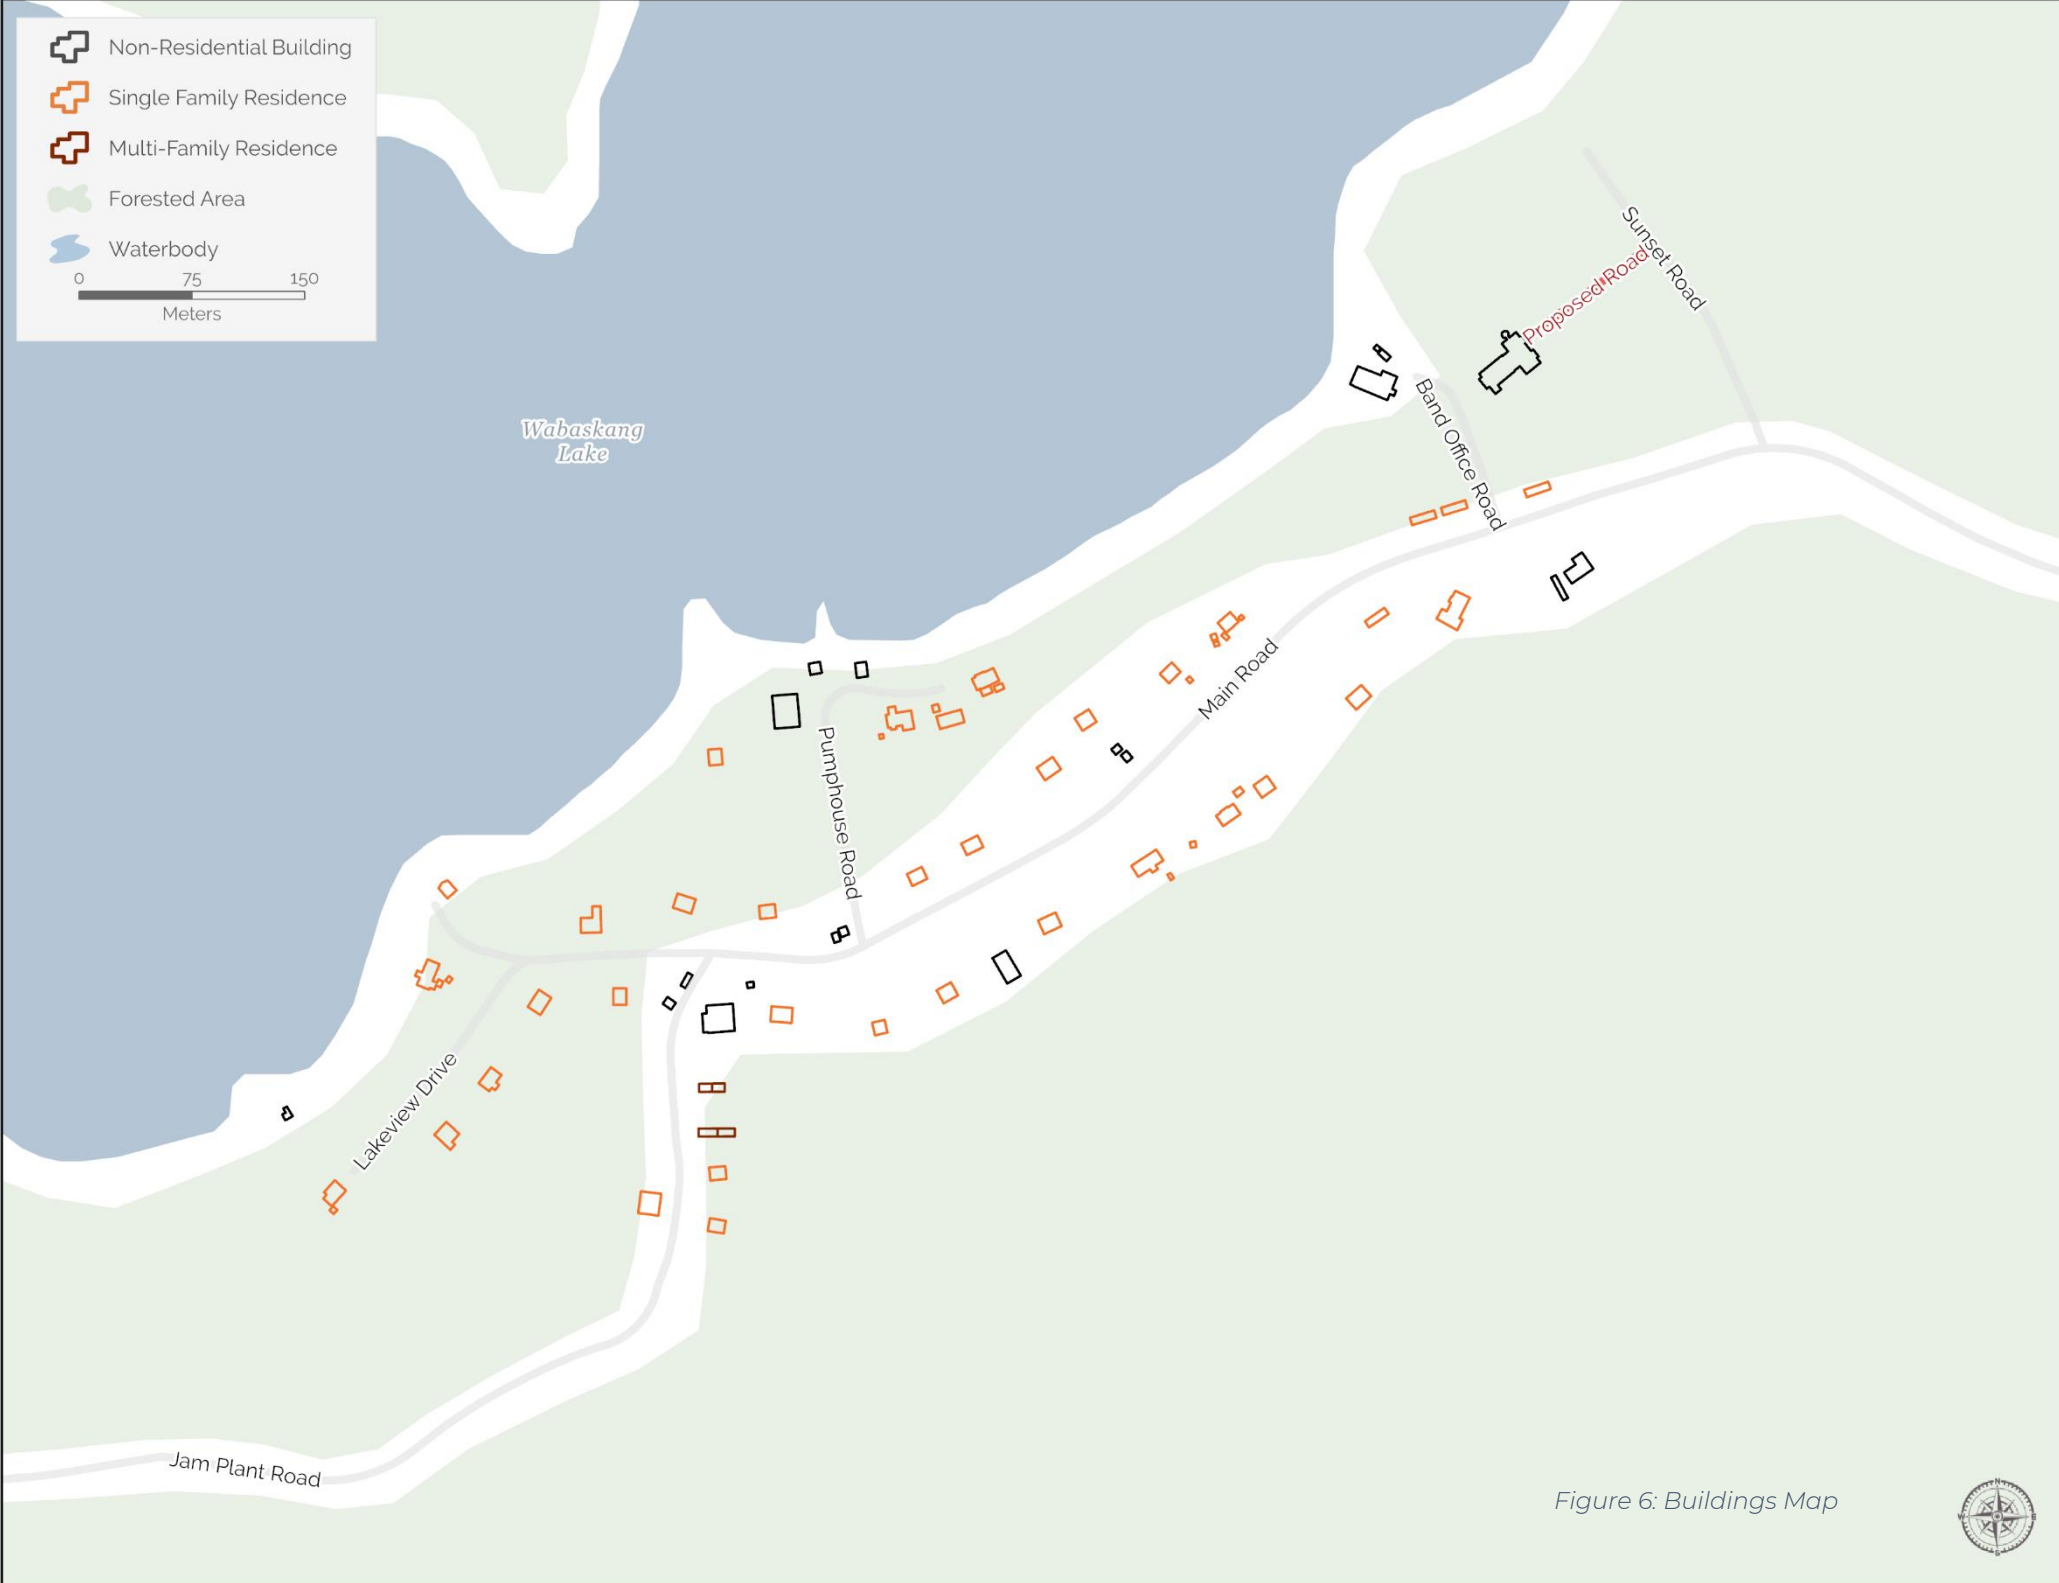 Non-Residential Building
Single Family Residence
Multi-Family Residence
Forested Area
Waterbody
0 75 150
Meters
Sunset Road
Proposed Road
Band Office Road
Wabaskang
Lake
Main Road
Pumphouse Road
Lakeview Drive
Jam Plant Road
Figure 6: Buildings Map
N
W E
S